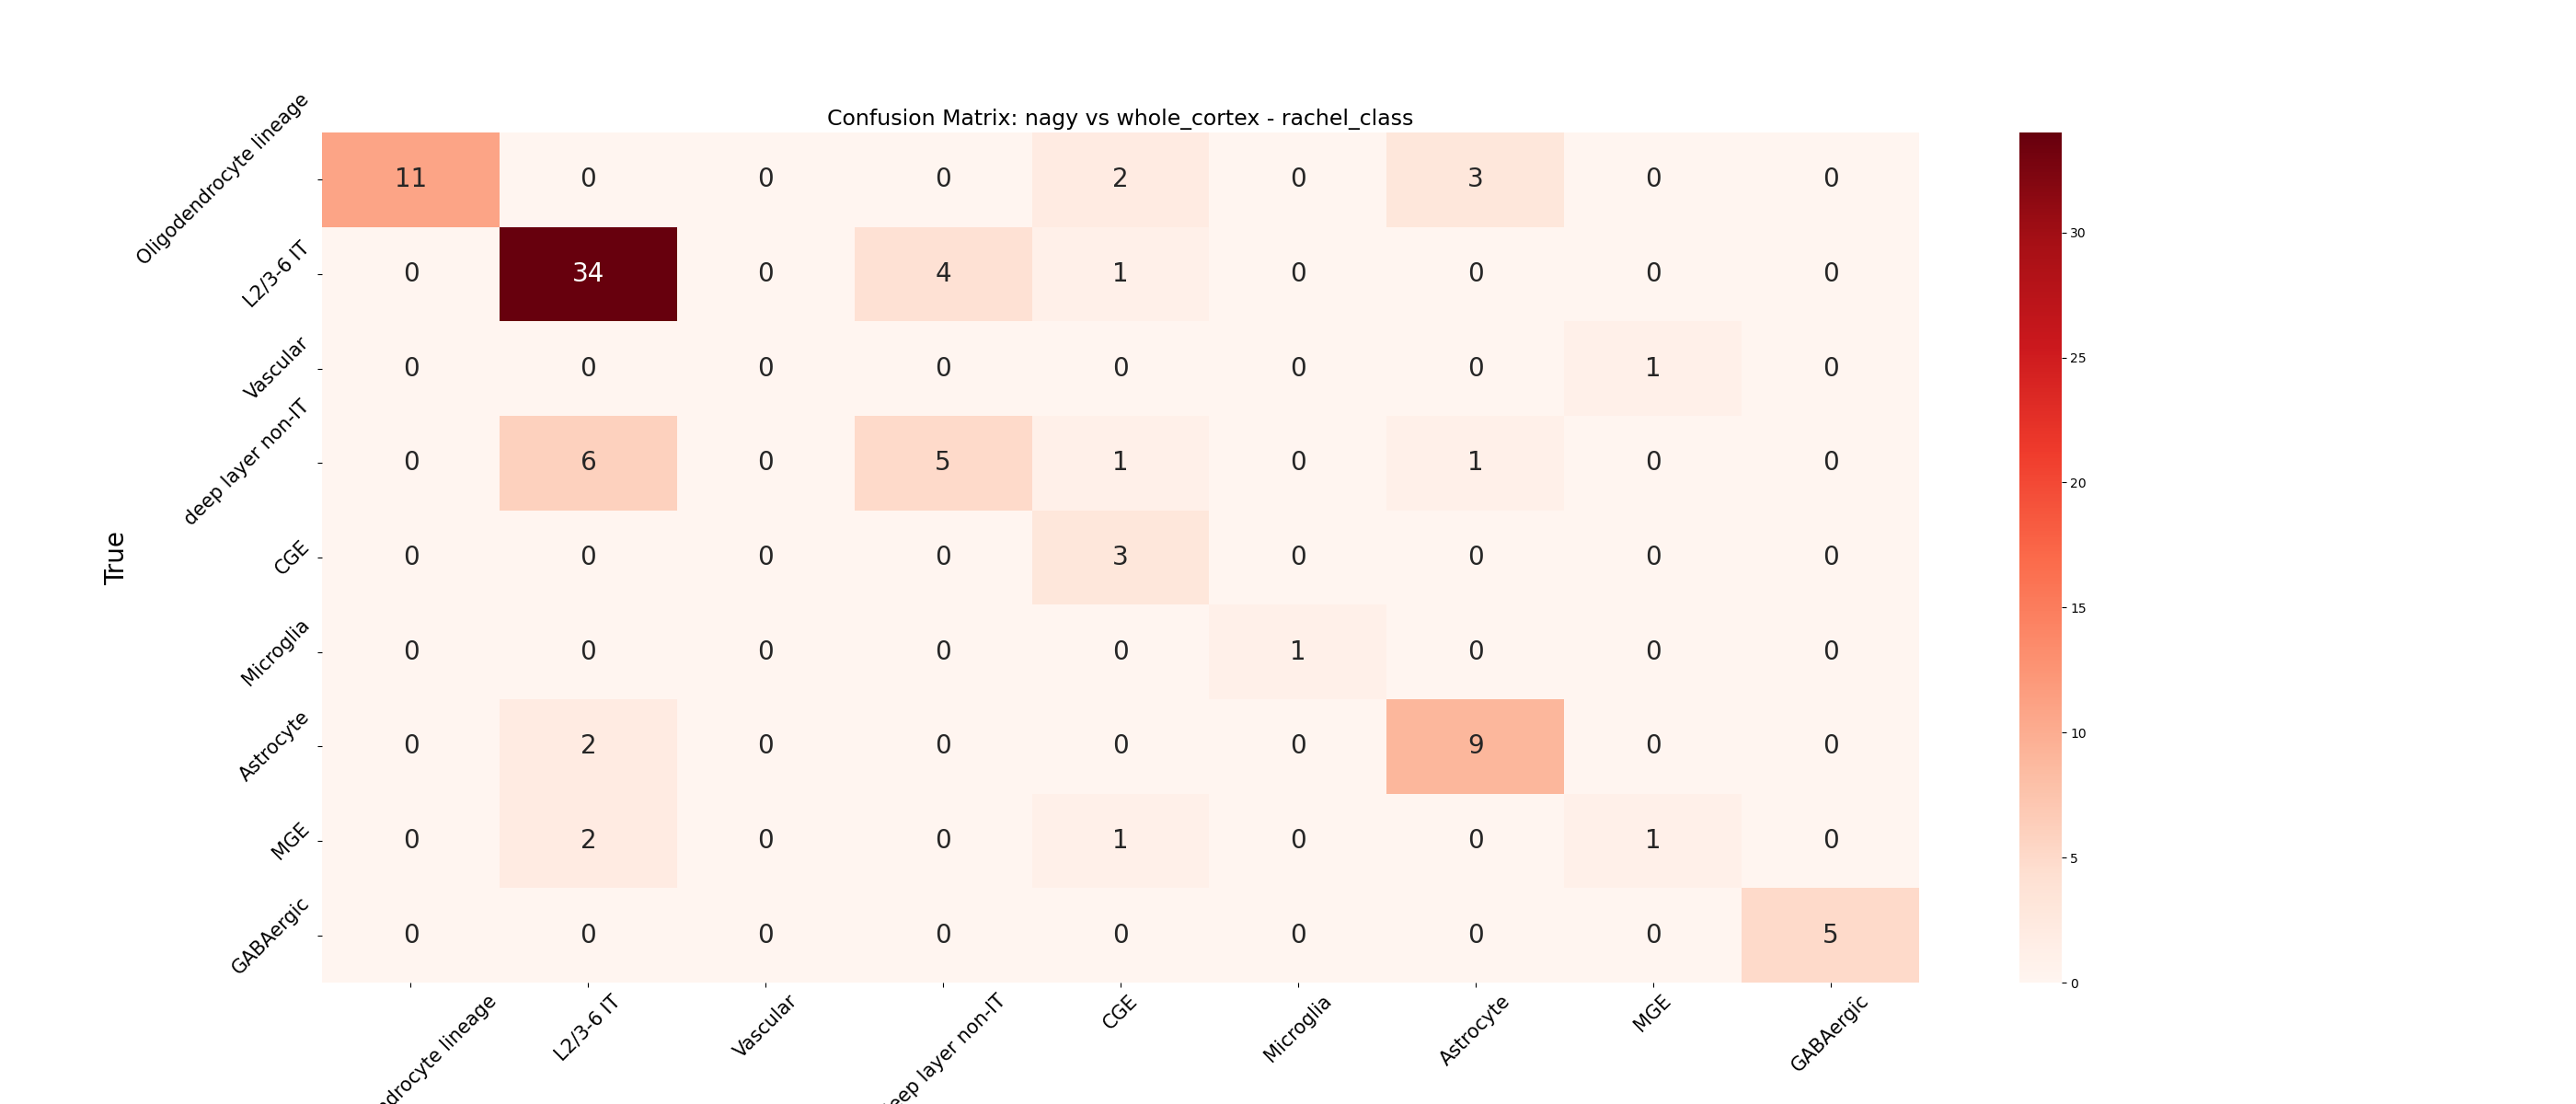 Confusion Matrix: nagy vs whole_cortex - rachel_class
True
Oligodendrocyte lineage 11 0 0 0 2 0 3 0 0
L2/3-6 IT 0 34 0 4 1 0 0 0 0
Vascular 0 0 0 0 0 0 0 1 0
deep layer non-IT 0 6 0 5 1 0 1 0 0
CGE 0 0 0 0 3 0 0 0 0
Microglia 0 0 0 0 0 1 0 0 0
Astrocyte 0 2 0 0 0 0 9 0 0
MGE 0 2 0 0 1 0 0 1 0
GABAergic 0 0 0 0 0 0 0 0 5
ndrocyte lineage L2/3-6 IT Vascular eep layer non-IT CGE Microglia Astrocyte MGE GABAergic
30
25
20
15
10
5
0